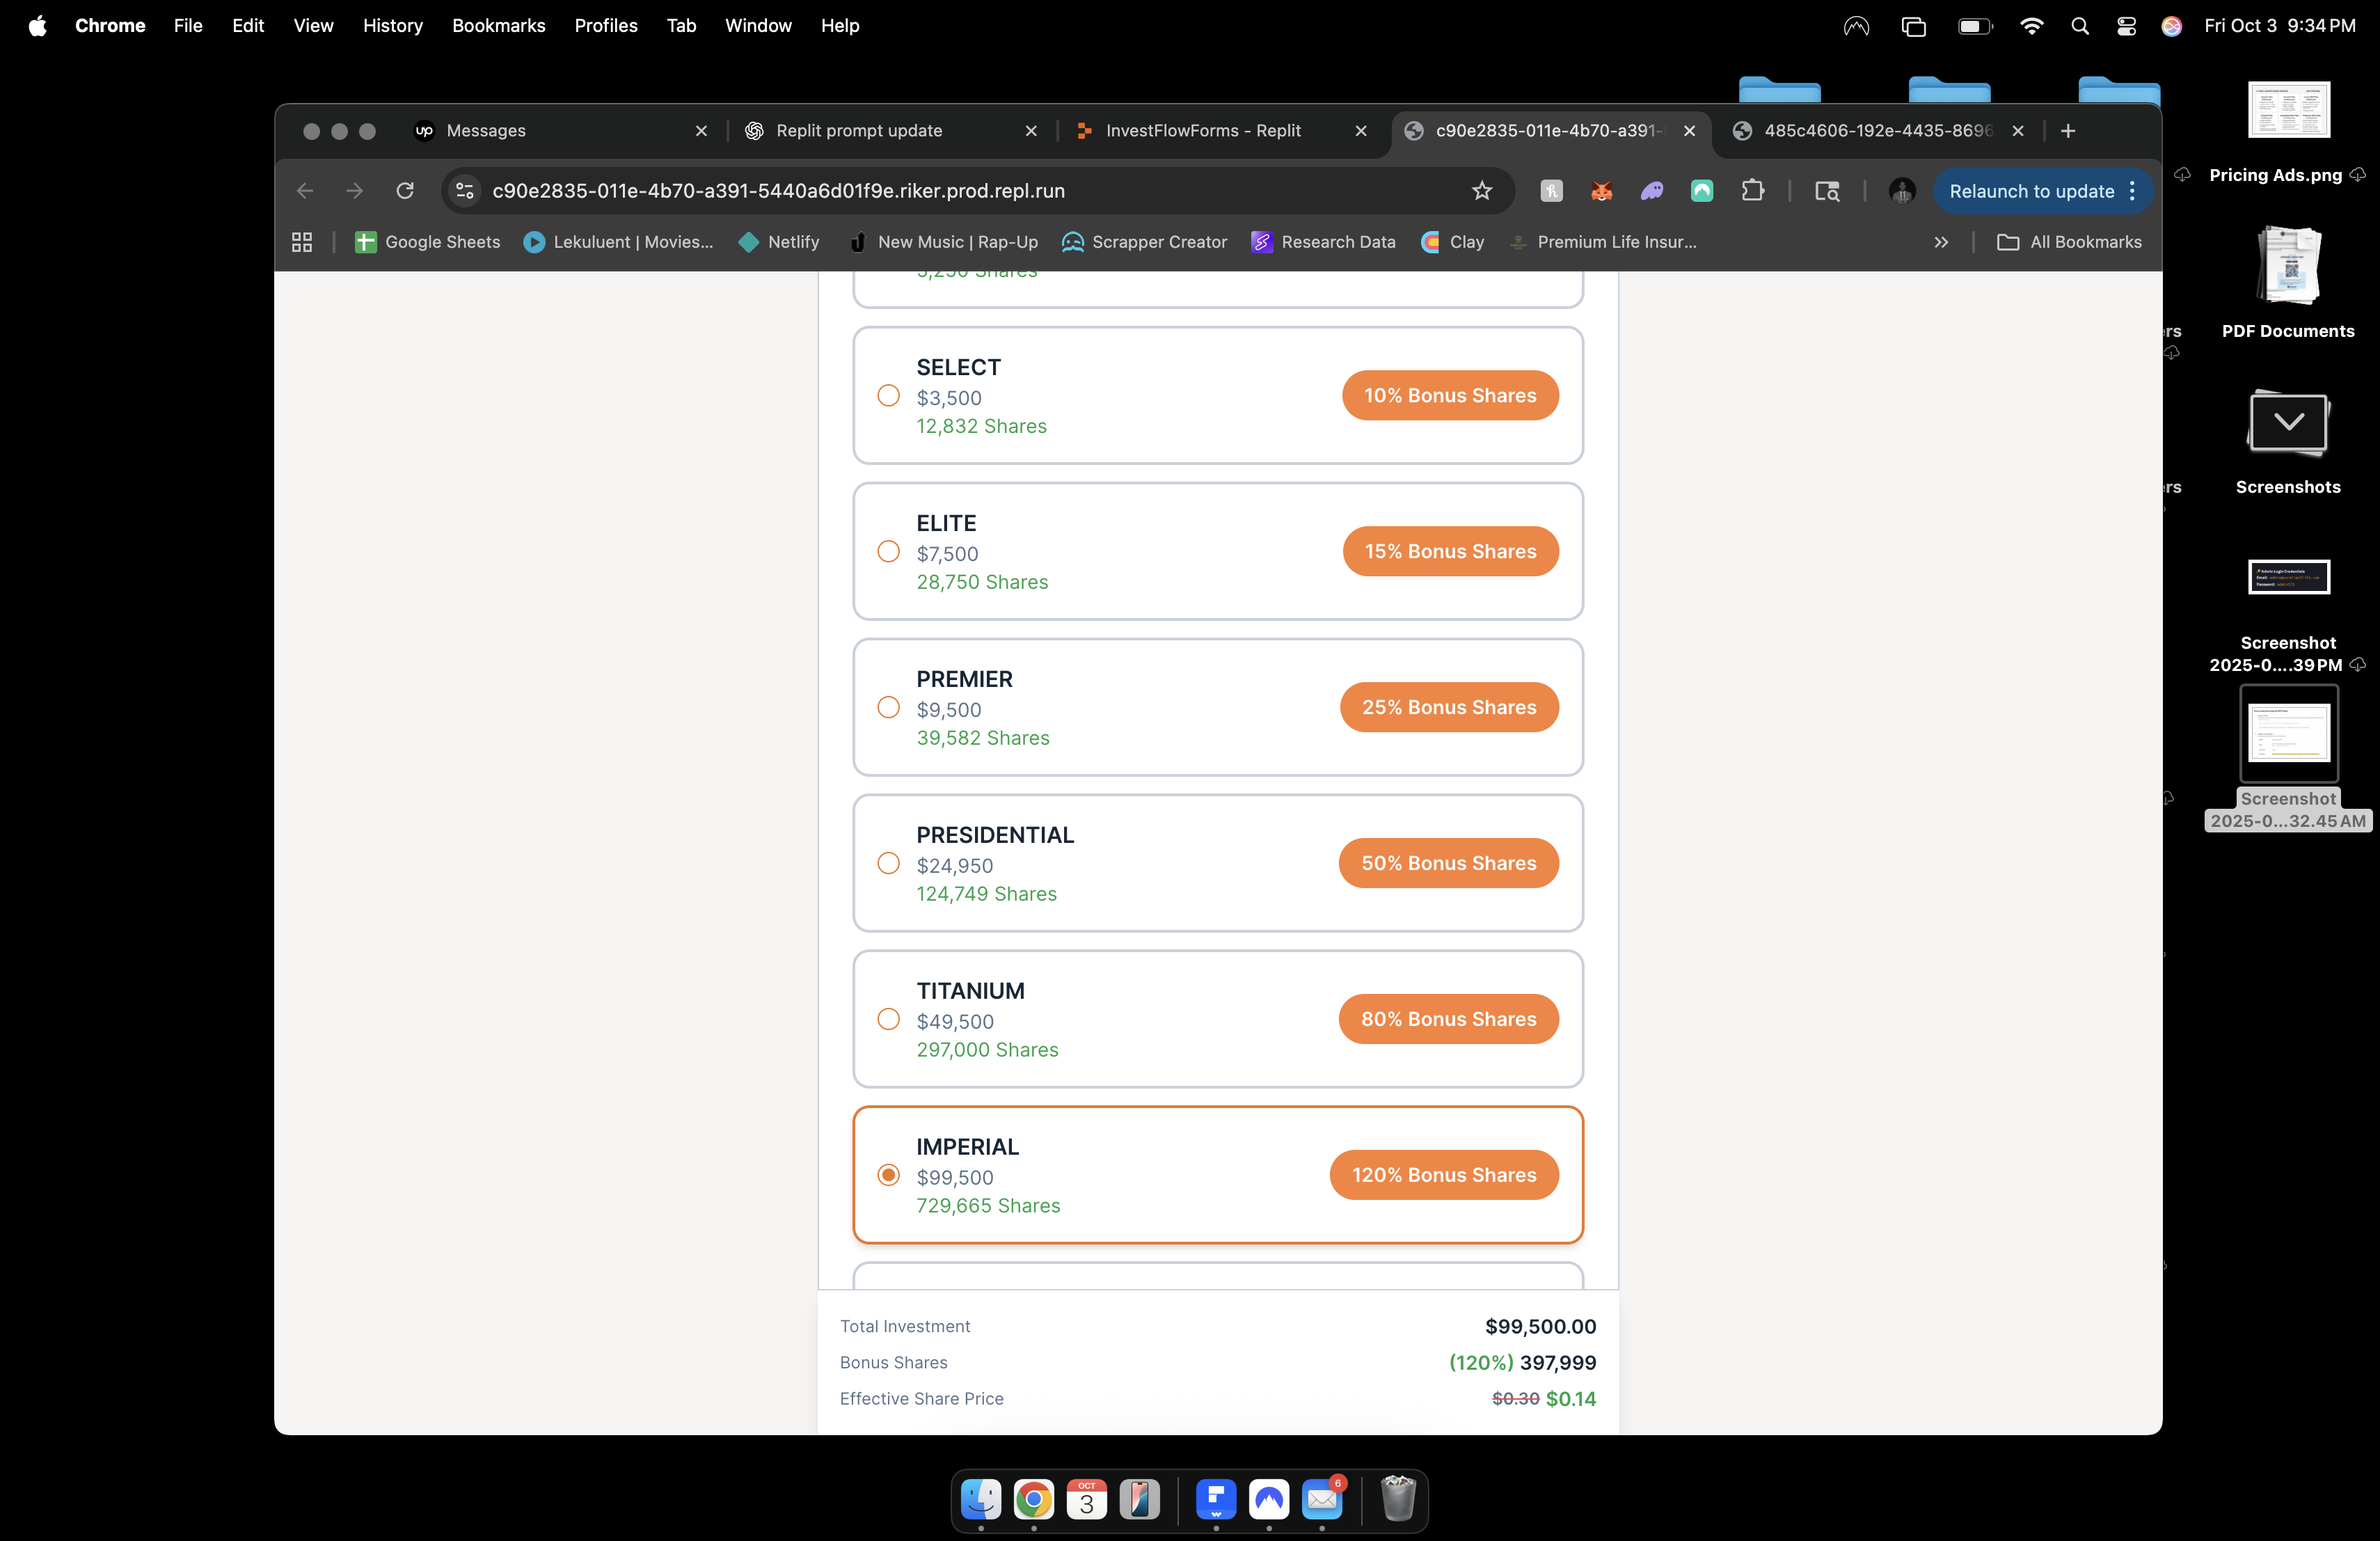 Chrome File Edit View History Bookmarks Profiles Tab Window Help Fri Oct 3 9:34 PM
Messages
Replit prompt update
InvestFlowForms - Replit
c90e2835-011e-4b70-a391-
485c4606-192e-4435-8696
c90e2835-011e-4b70-a391-5440a6d01f9e.riker.prod.repl.run
Relaunch to update
Google Sheets
Lekuluent | Movies...
Netlify
New Music | Rap-Up
Scrapper Creator
Research Data
Clay
Premium Life Insur...
All Bookmarks
5,250 Shares
SELECT
$3,500
12,832 Shares
10% Bonus Shares
ELITE
$7,500
28,750 Shares
15% Bonus Shares
PREMIER
$9,500
39,582 Shares
25% Bonus Shares
PRESIDENTIAL
$24,950
124,749 Shares
50% Bonus Shares
TITANIUM
$49,500
297,000 Shares
80% Bonus Shares
IMPERIAL
$99,500
729,665 Shares
120% Bonus Shares
Total Investment $99,500.00
Bonus Shares (120%) 397,999
Effective Share Price $0.30 $0.14
Pricing Ads.png
PDF Documents
Screenshots
Screenshot
2025-0....39 PM
Screenshot
2025-0...32.45 AM
ers
ers
OCT
3
6